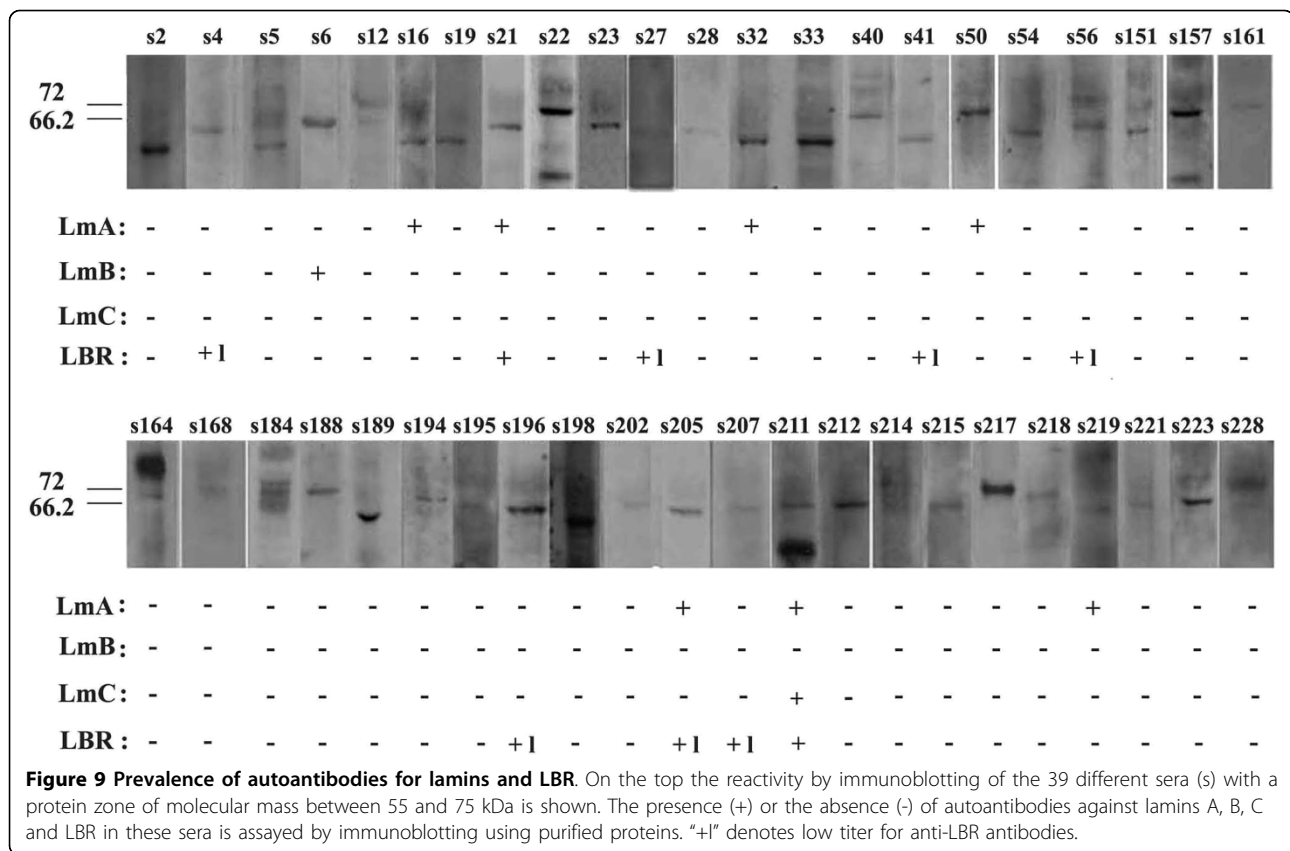 s2 s4 s5 s6 s12 s16 s19 s21 s22 s23 s27 s28 s32 s33 s40 s41 s50 s54 s56 s151 s157 s161
72
66.2
LmA: - - - - - + - + - - - - + - - - + - - - - -
LmB: - - - + - - - - - - - - - - - - - - - - - -
LmC: - - - - - - - - - - - - - - - - - - - - - -
LBR: - +l - - - - - + - - +l - - - - +l - - +l - - -
s164 s168 s184 s188 s189 s194 s195 s196 s198 s202 s205 s207 s211 s212 s214 s215 s217 s218 s219 s221 s223 s228
72
66.2
LmA: - - - - - - - - - - + - + - - - - - + - - -
LmB: - - - - - - - - - - - - - - - - - - - - - -
LmC: - - - - - - - - - - - - + - - - - - - - - -
LBR: - - - - - - - +l - - +l +l + - - - - - - - - -
Figure 9 Prevalence of autoantibodies for lamins and LBR. On the top the reactivity by immunoblotting of the 39 different sera (s) with a
protein zone of molecular mass between 55 and 75 kDa is shown. The presence (+) or the absence (-) of autoantibodies against lamins A, B, C
and LBR in these sera is assayed by immunoblotting using purified proteins. "+l" denotes low titer for anti-LBR antibodies.